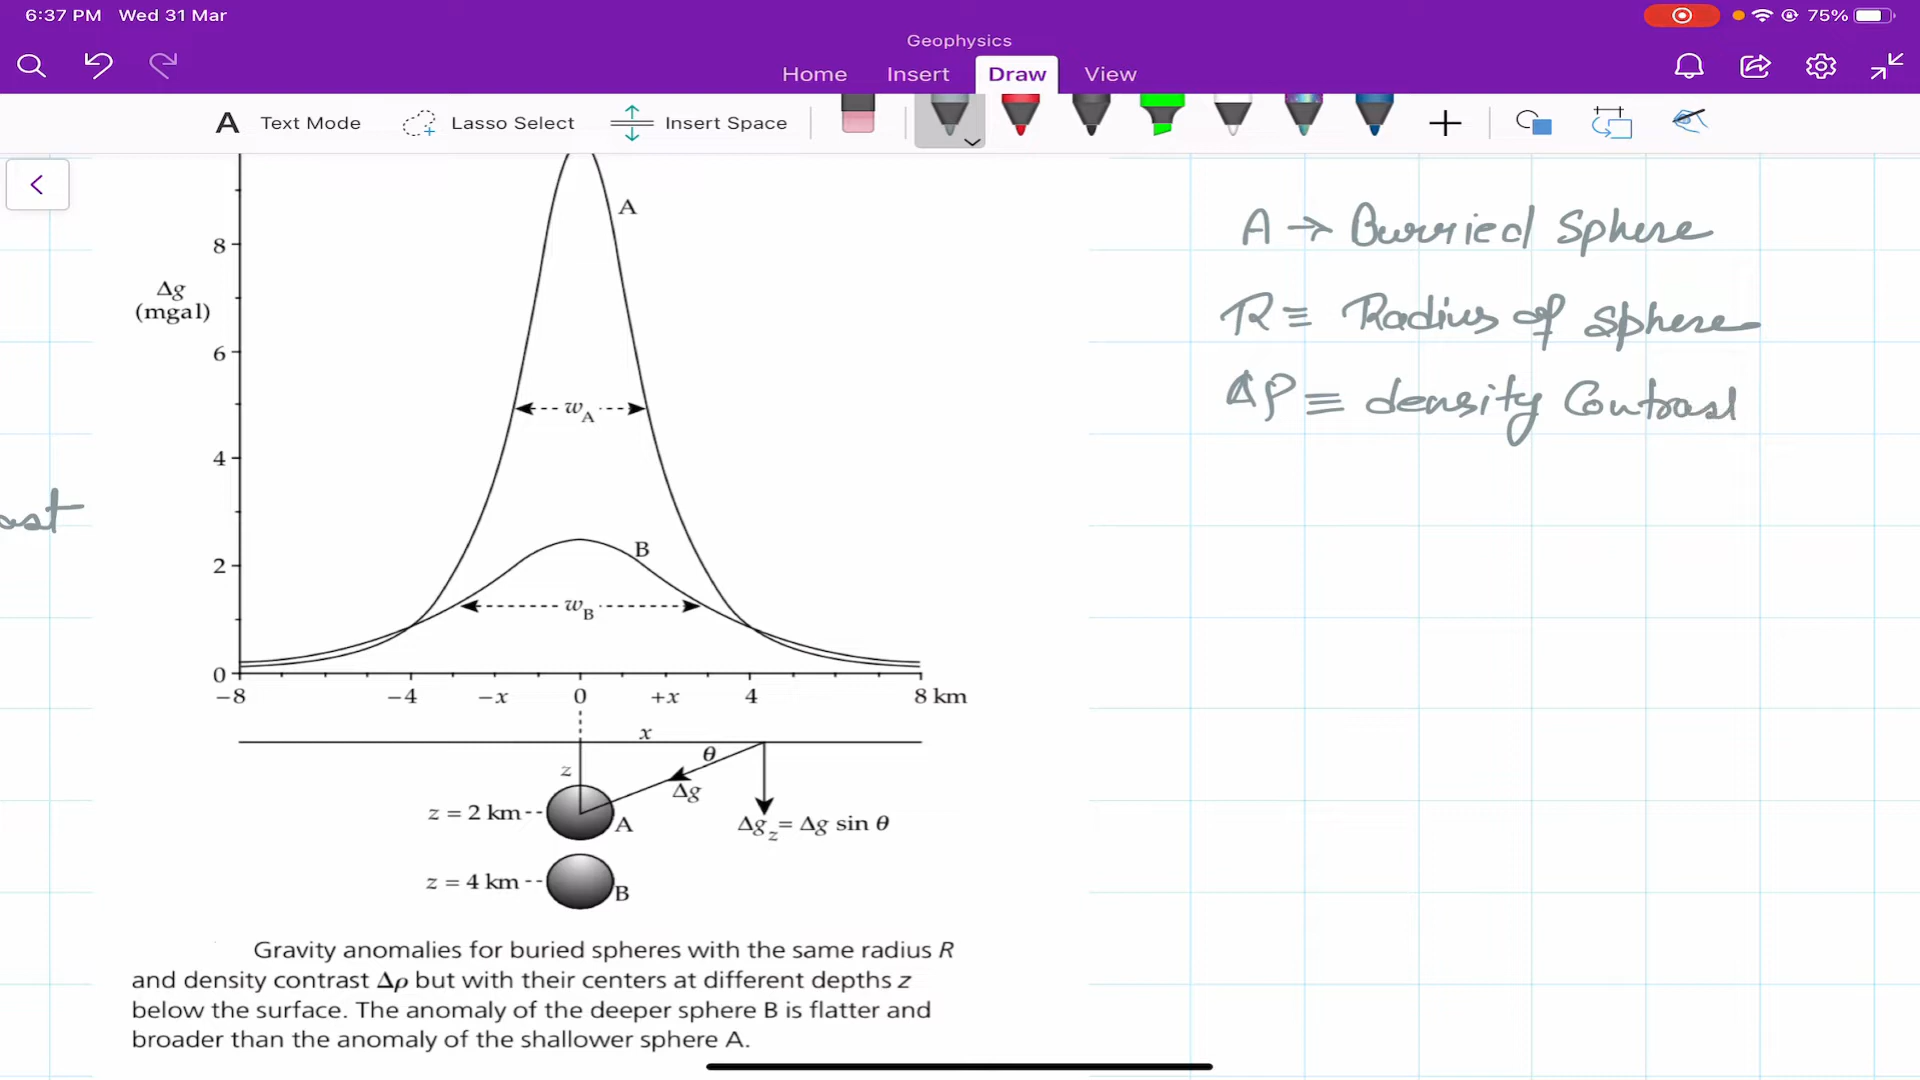 6:37 PM Wed 31 Mar
75%
Geophysics
Home Insert Draw View
A Text Mode Lasso Select Insert Space
A
8
Δg
(mgal)
6
w_A
4
B
2
w_B
0
−8 −4 −x 0 +x 4 8 km
x
θ
z
Δg
z = 2 km
A
Δg_z = Δg sin θ
z = 4 km
B
Gravity anomalies for buried spheres with the same radius R
and density contrast Δρ but with their centers at different depths z
below the surface. The anomaly of the deeper sphere B is flatter and
broader than the anomaly of the shallower sphere A.
ast
A → Burried Sphere
R ≡ Radius of sphere
Δρ ≡ density Contrast